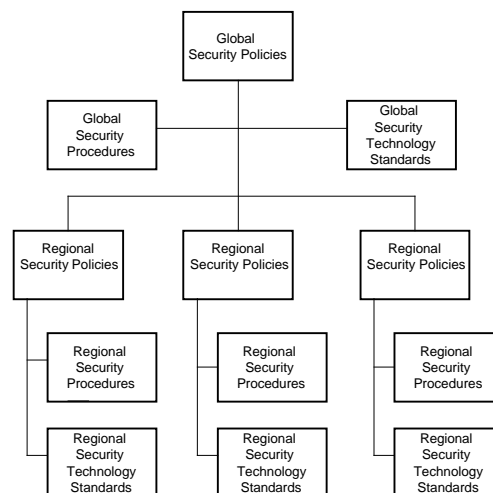 Global
Security Policies
Global
Security
Procedures
Global
Security
Technology
Standards
Regional
Security Policies
Regional
Security Policies
Regional
Security Policies
Regional
Security
Procedures
Regional
Security
Procedures
Regional
Security
Procedures
Regional
Security
Technology
Standards
Regional
Security
Technology
Standards
Regional
Security
Technology
Standards